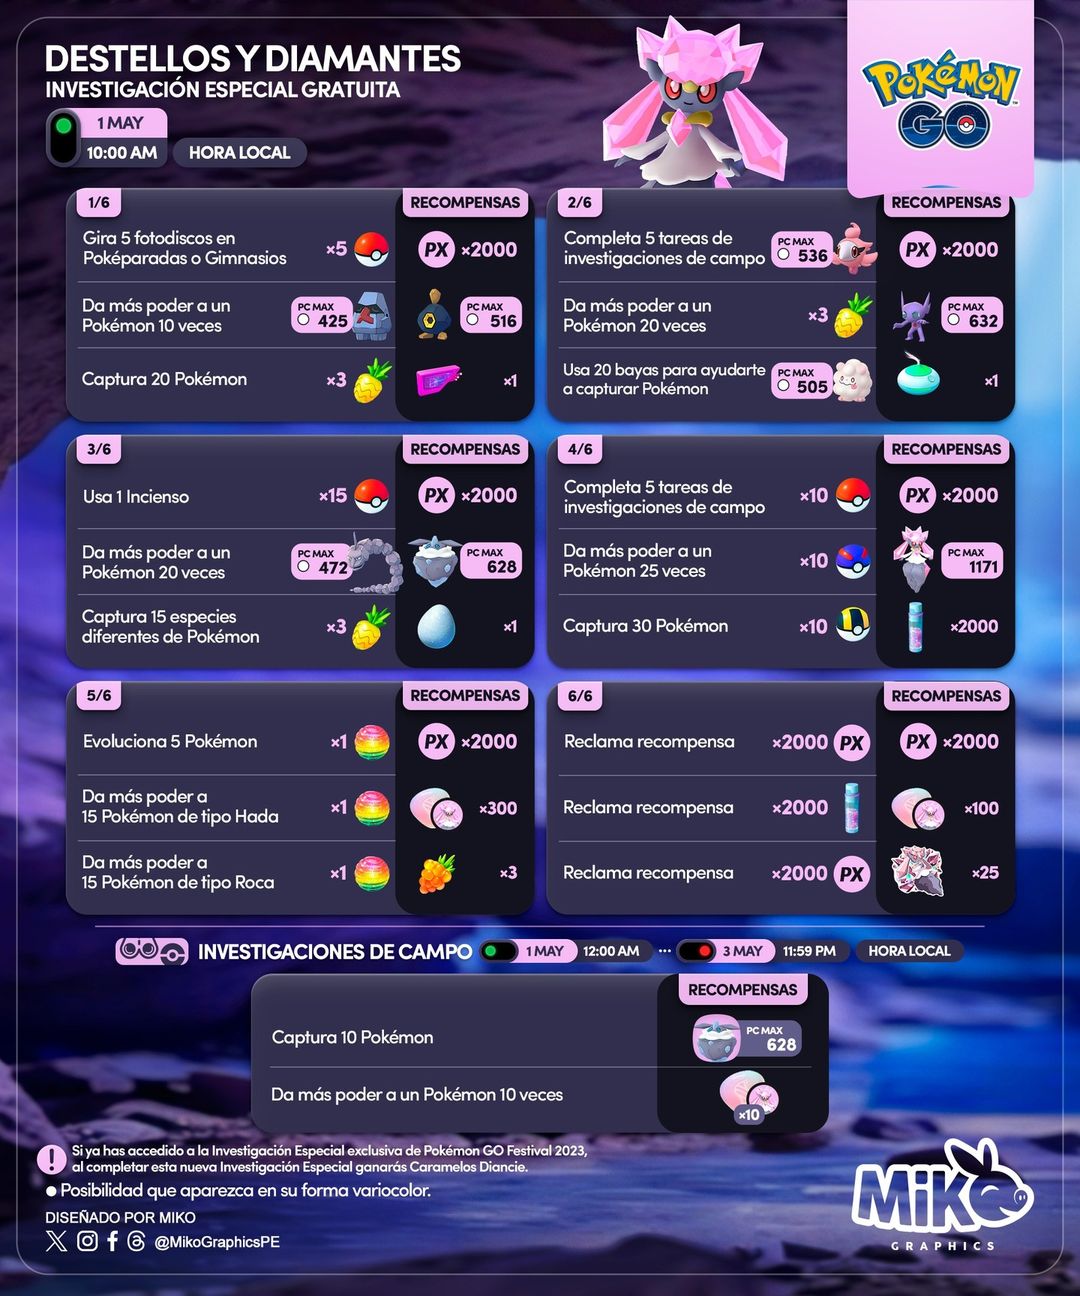 DESTELLOS Y DIAMANTES
INVESTIGACIÓN ESPECIAL GRATUITA
1 MAY
10:00 AM
HORA LOCAL
POKÉMON
GO
1/6
RECOMPENSAS
Gira 5 fotodiscos en
Poképaradas o Gimnasios
×5
PX ×2000
Da más poder a un
Pokémon 10 veces
PC MAX
425
PC MAX
516
Captura 20 Pokémon
×3
×1
2/6
RECOMPENSAS
Completa 5 tareas de
investigaciones de campo
PC MAX
536
PX ×2000
Da más poder a un
Pokémon 20 veces
×3
PC MAX
632
Usa 20 bayas para ayudarte
a capturar Pokémon
PC MAX
505
×1
3/6
RECOMPENSAS
Usa 1 Incienso
×15
PX ×2000
Da más poder a un
Pokémon 20 veces
PC MAX
472
PC MAX
628
Captura 15 especies
diferentes de Pokémon
×3
×1
4/6
RECOMPENSAS
Completa 5 tareas de
investigaciones de campo
×10
PX ×2000
Da más poder a un
Pokémon 25 veces
×10
PC MAX
1171
Captura 30 Pokémon
×10
×2000
5/6
RECOMPENSAS
Evoluciona 5 Pokémon
×1
PX ×2000
Da más poder a
15 Pokémon de tipo Hada
×1
×300
Da más poder a
15 Pokémon de tipo Roca
×1
×3
6/6
RECOMPENSAS
Reclama recompensa
×2000 PX
PX ×2000
Reclama recompensa
×2000
×100
Reclama recompensa
×2000 PX
×25
INVESTIGACIONES DE CAMPO
1 MAY
12:00 AM
···
3 MAY
11:59 PM
HORA LOCAL
RECOMPENSAS
Captura 10 Pokémon
PC MAX
628
Da más poder a un Pokémon 10 veces
×10
! Si ya has accedido a la Investigación Especial exclusiva de Pokémon GO Festival 2023,
al completar esta nueva Investigación Especial ganarás Caramelos Diancie.
Posibilidad que aparezca en su forma variocolor.
DISEÑADO POR MIKO
@MikoGraphicsPE
MIKO
GRAPHICS